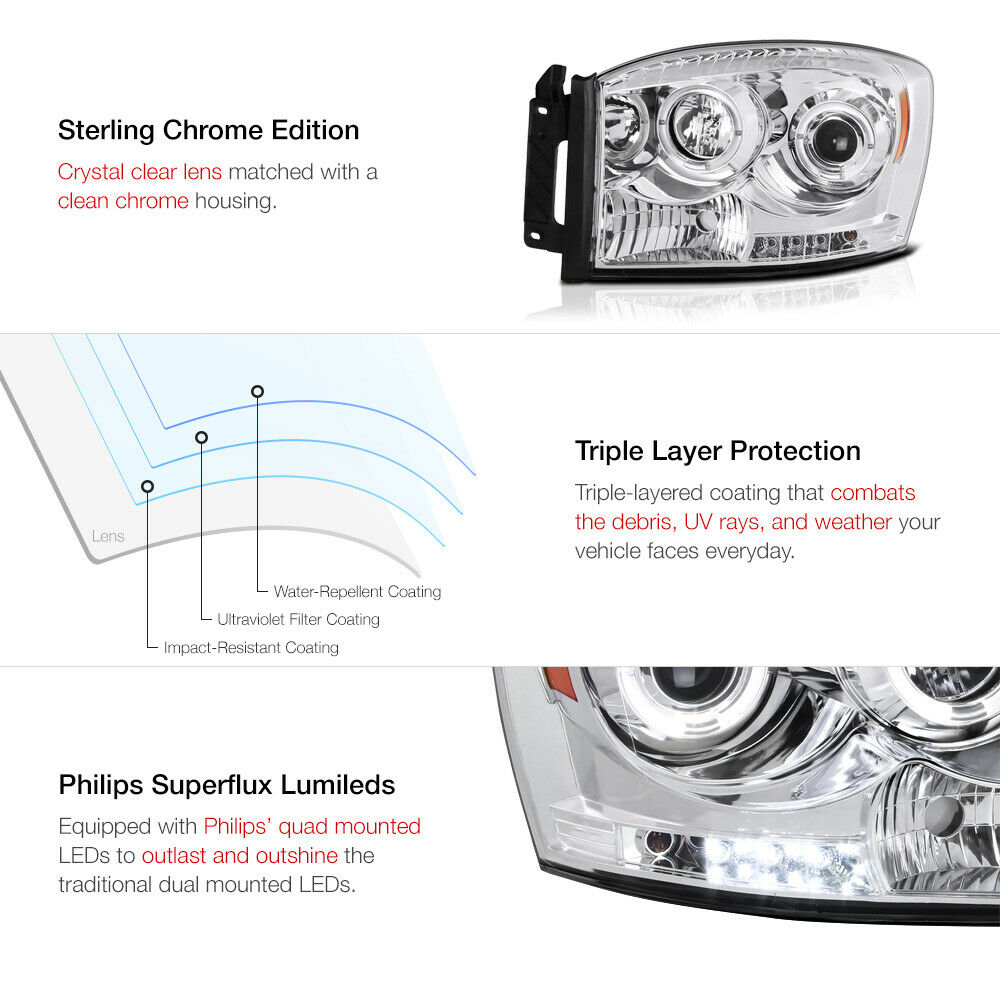 Sterling Chrome Edition
Crystal clear lens matched with a
clean chrome housing.
Lens
Water-Repellent Coating
Ultraviolet Filter Coating
Impact-Resistant Coating
Triple Layer Protection
Triple-layered coating that combats
the debris, UV rays, and weather your
vehicle faces everyday.
Philips Superflux Lumileds
Equipped with Philips’ quad mounted
LEDs to outlast and outshine the
traditional dual mounted LEDs.